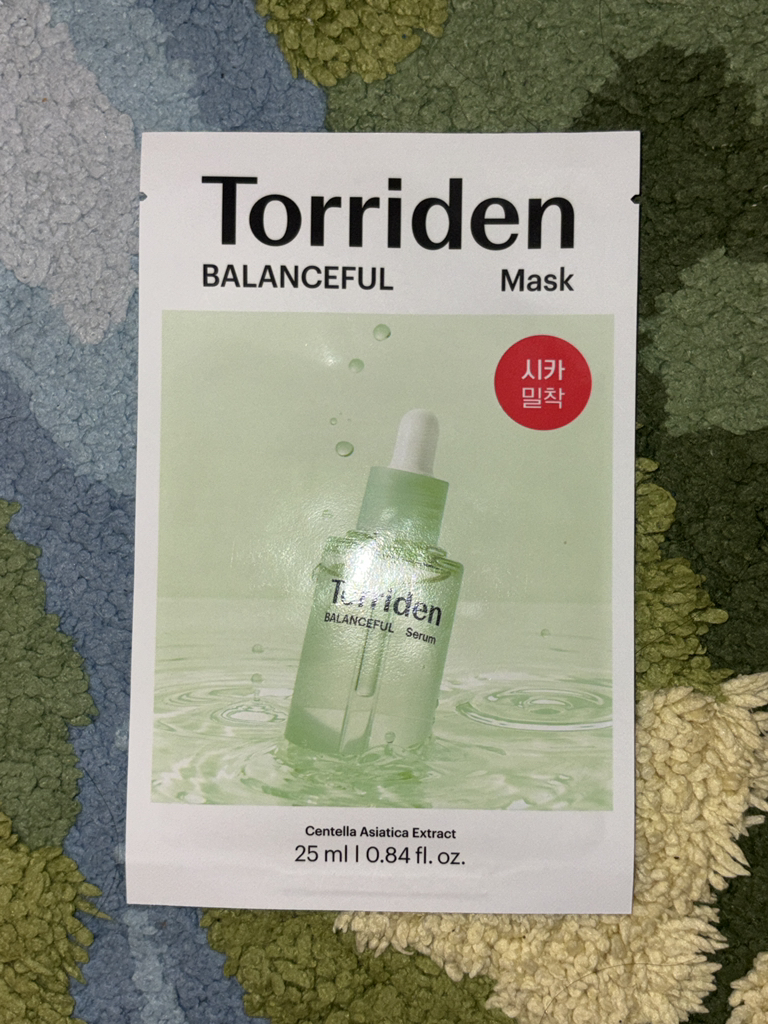 Torriden
BALANCEFUL Mask
시카
밀착
Torriden
BALANCEFUL Serum
Centella Asiatica Extract
25 ml | 0.84 fl. oz.